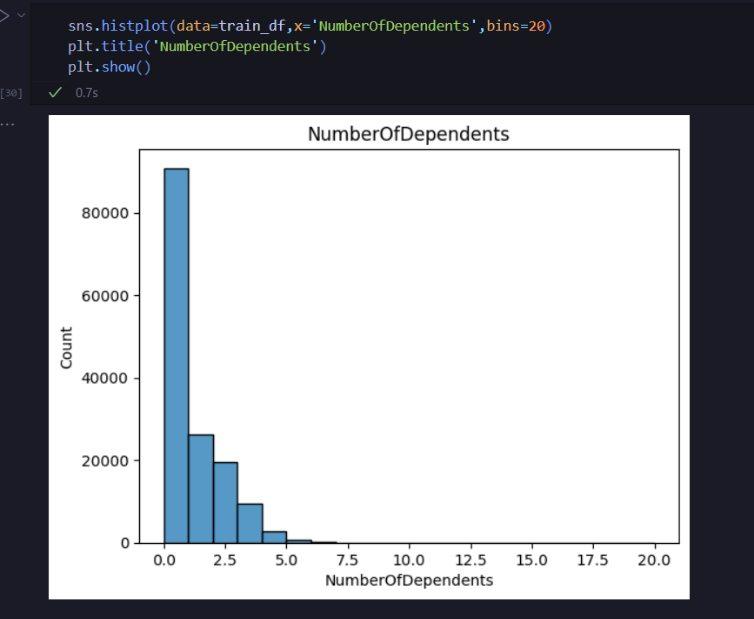 sns.histplot(data=train_df,x='NumberOfDependents',bins=20)
plt.title('NumberOfDependents')
plt.show()
[30]
0.7s
...
NumberOfDependents
80000
60000
40000
20000
0
Count
0.0 2.5 5.0 7.5 10.0 12.5 15.0 17.5 20.0
NumberOfDependents